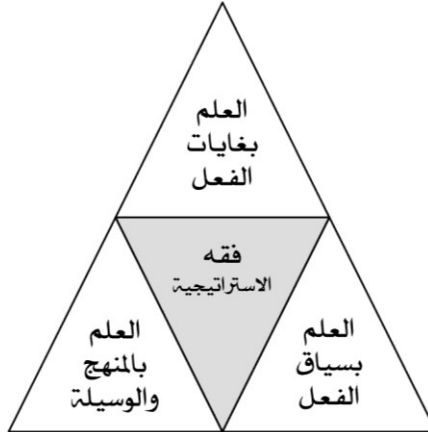 العلم
بغايات
الفعل
فقه
الاستراتيجية
العلم
بسياق
الفعل
العلم
بالمنهج
والوسيلة